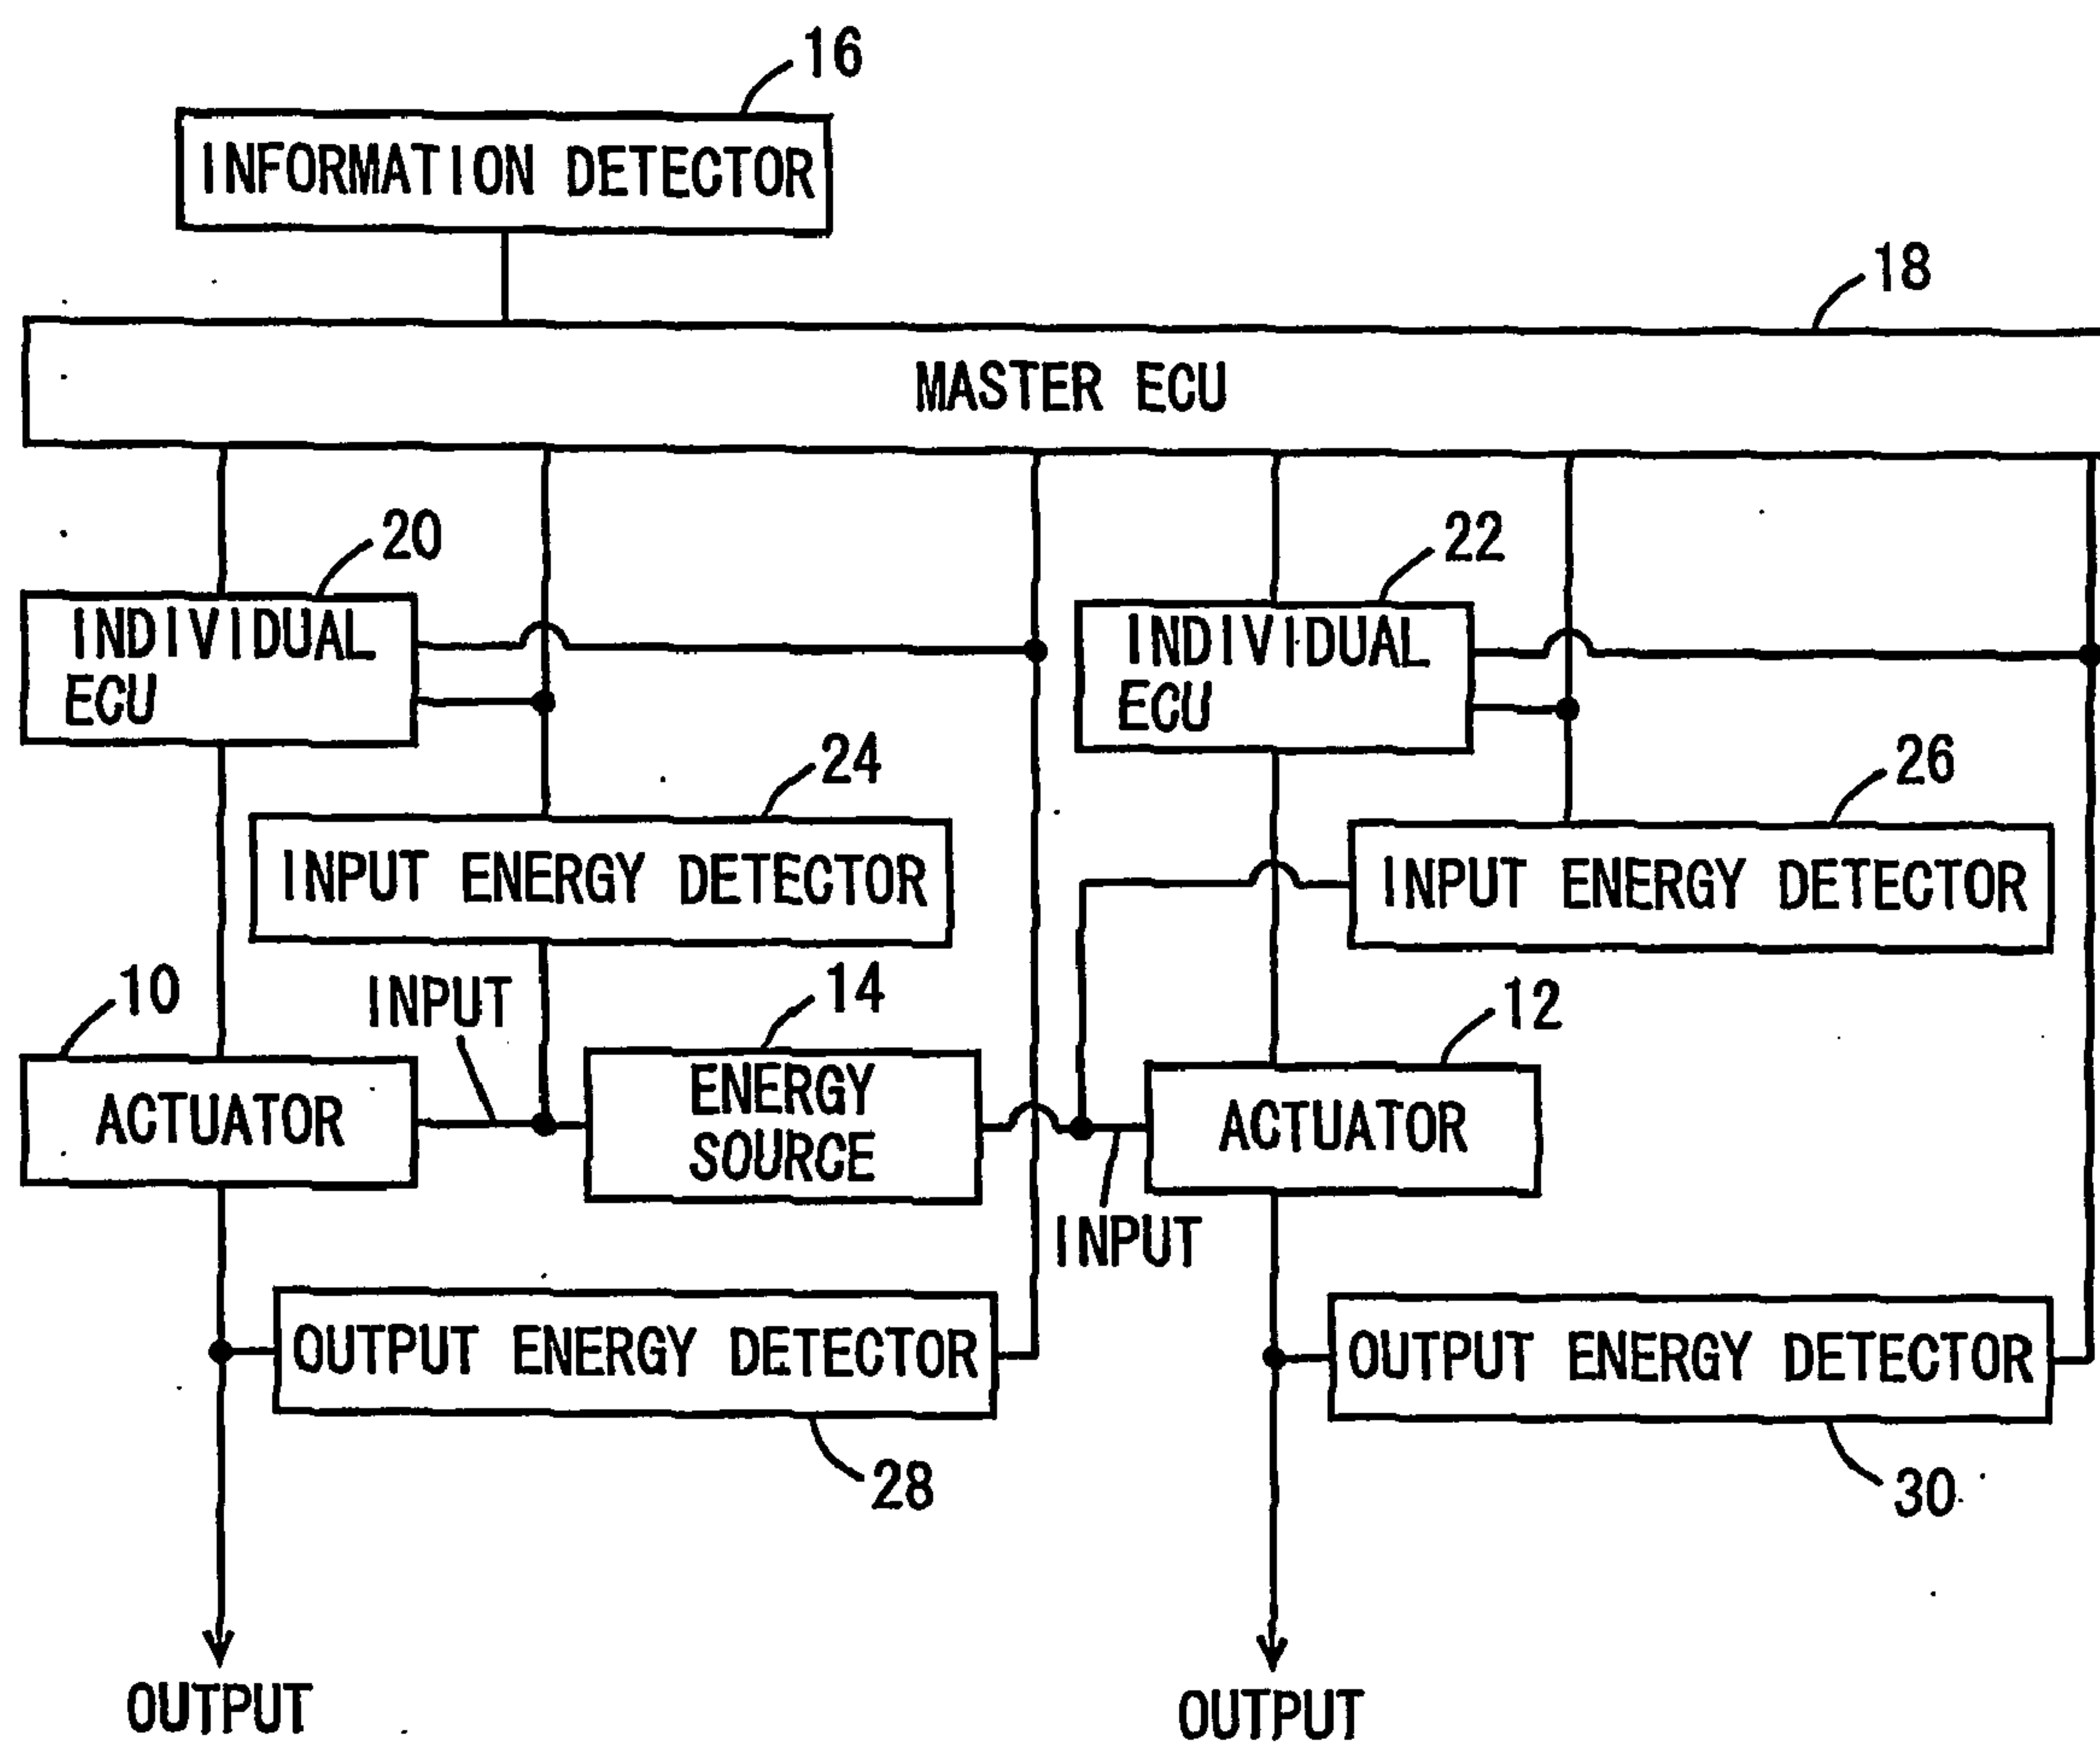 16
INFORMATION DETECTOR
18
MASTER ECU
20
22
INDIVIDUAL
ECU
INDIVIDUAL
ECU
24
26
INPUT ENERGY DETECTOR
INPUT ENERGY DETECTOR
10
INPUT
14
12
ACTUATOR
ENERGY
SOURCE
ACTUATOR
INPUT
OUTPUT ENERGY DETECTOR
OUTPUT ENERGY DETECTOR
28
30
OUTPUT
OUTPUT